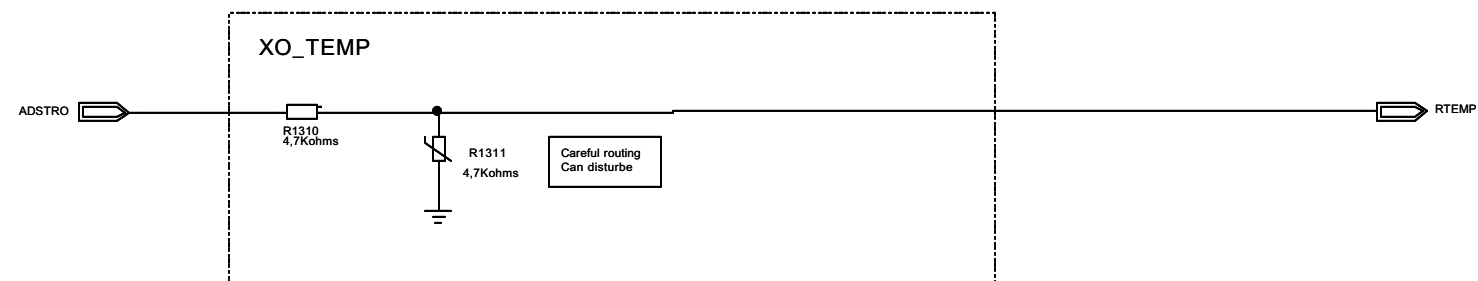 XO_TEMP
ADSTRO
RTEMP
R1310
4,7Kohms
R1311
4,7Kohms
Careful routing
Can disturbe